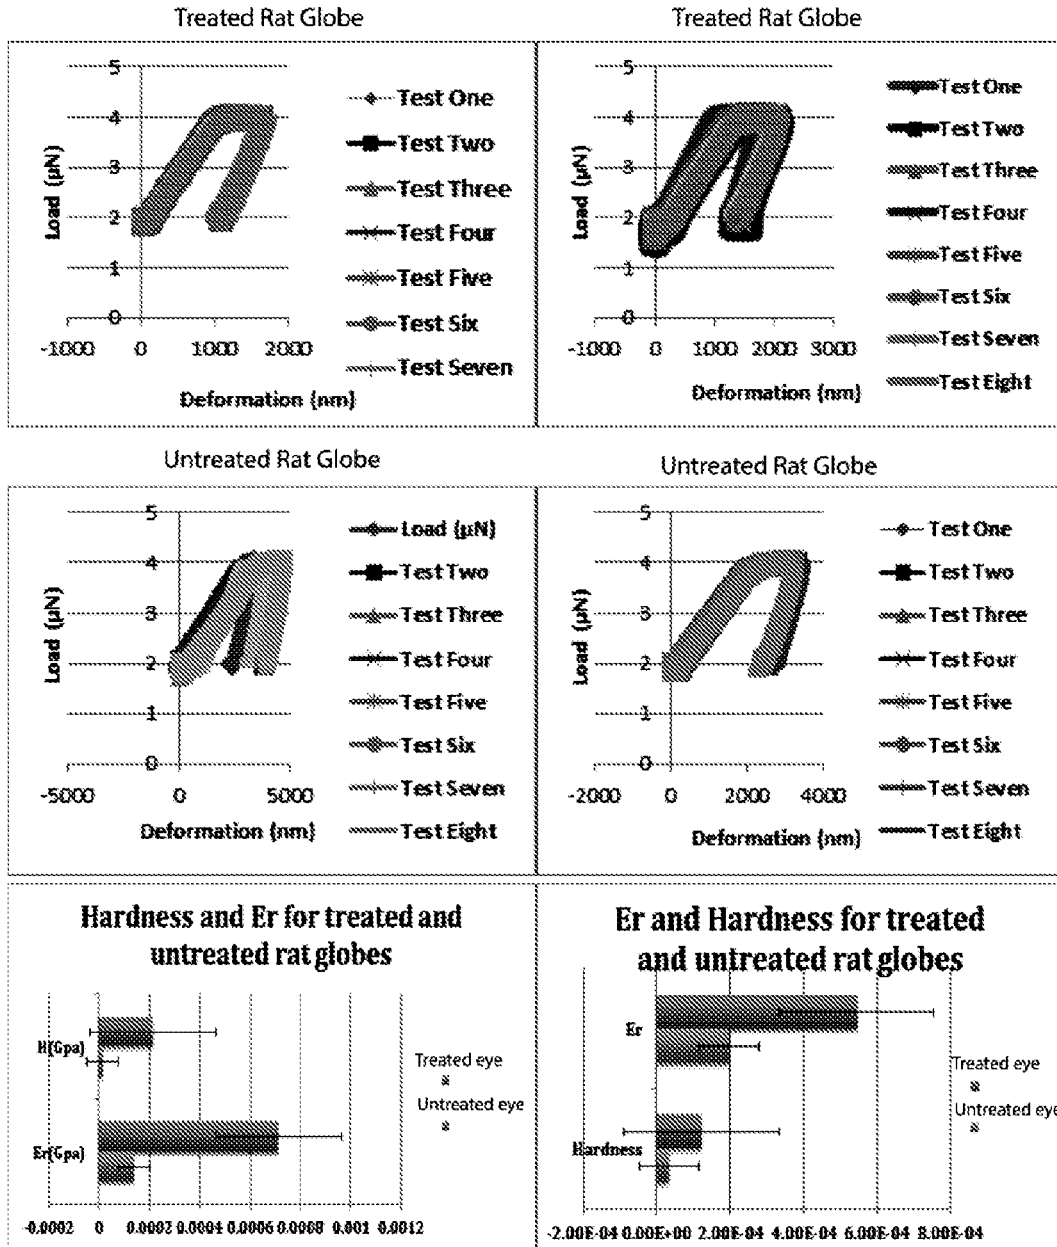 Treated Rat Globe
5
4
3
2
1
0
Load (µN)
-1000 0 1000 2000
Deformation (nm)
Test One
Test Two
Test Three
Test Four
Test Five
Test Six
Test Seven
Treated Rat Globe
5
4
3
2
1
0
Load (µN)
-1000 0 1000 2000 3000
Deformation (nm)
Test One
Test Two
Test Three
Test Four
Test Five
Test Six
Test Seven
Test Eight
Untreated Rat Globe
5
4
3
2
1
0
Load (µN)
-5000 0 5000
Deformation (nm)
Load (µN)
Test Two
Test Three
Test Four
Test Five
Test Six
Test Seven
Test Eight
Untreated Rat Globe
5
4
3
2
1
0
Load (µN)
-2000 0 2000 4000
Deformation (nm)
Test One
Test Two
Test Three
Test Four
Test Five
Test Six
Test Seven
Test Eight
Hardness and Er for treated and
untreated rat globes
H(Gpa)
Er(Gpa)
-0.0002 0 0.0002 0.0004 0.0006 0.0008 0.001 0.0012
Treated eye
Untreated eye
Er and Hardness for treated
and untreated rat globes
Er
Hardness
-2.00E-04 0.00E+00 2.00E-04 4.00E-04 6.00E-04 8.00E-04
Treated eye
Untreated eye